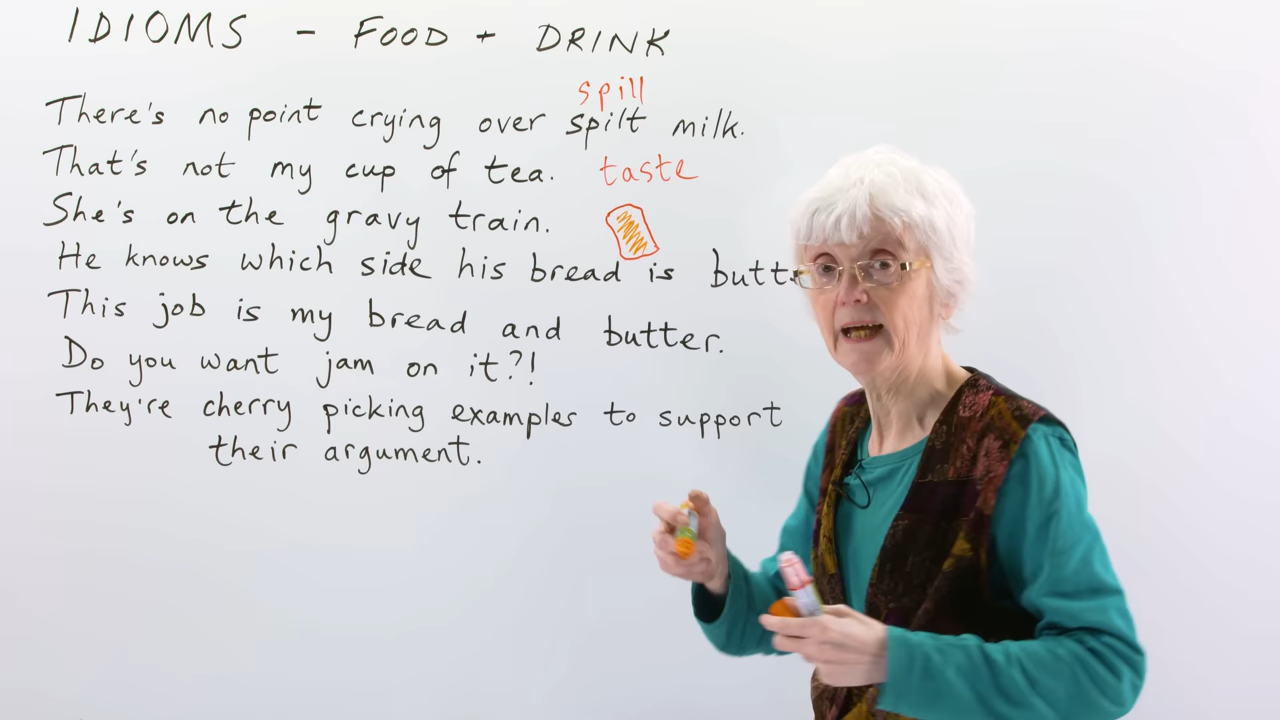 IDIOMS - FOOD + DRINK
spill
There's no point crying over spilt milk.
That's not my cup of tea. taste
She's on the gravy train.
He knows which side his bread is
This job is my bread and butter.
Do you want jam on it?!
They're cherry picking examples to support
their argument.